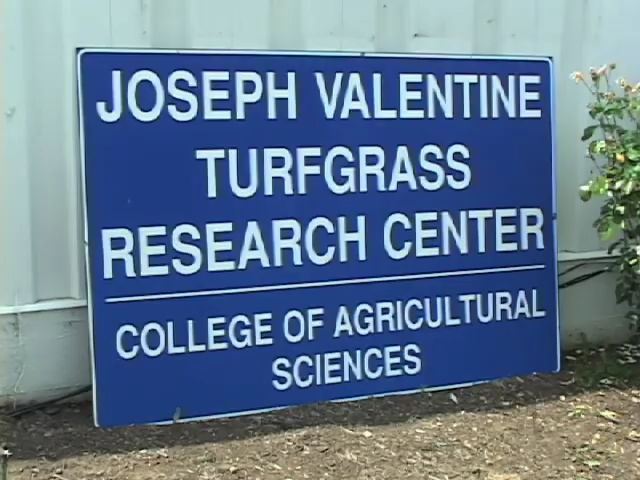 JOSEPH VALENTINE
TURFGRASS
RESEARCH CENTER
COLLEGE OF AGRICULTURAL
SCIENCES